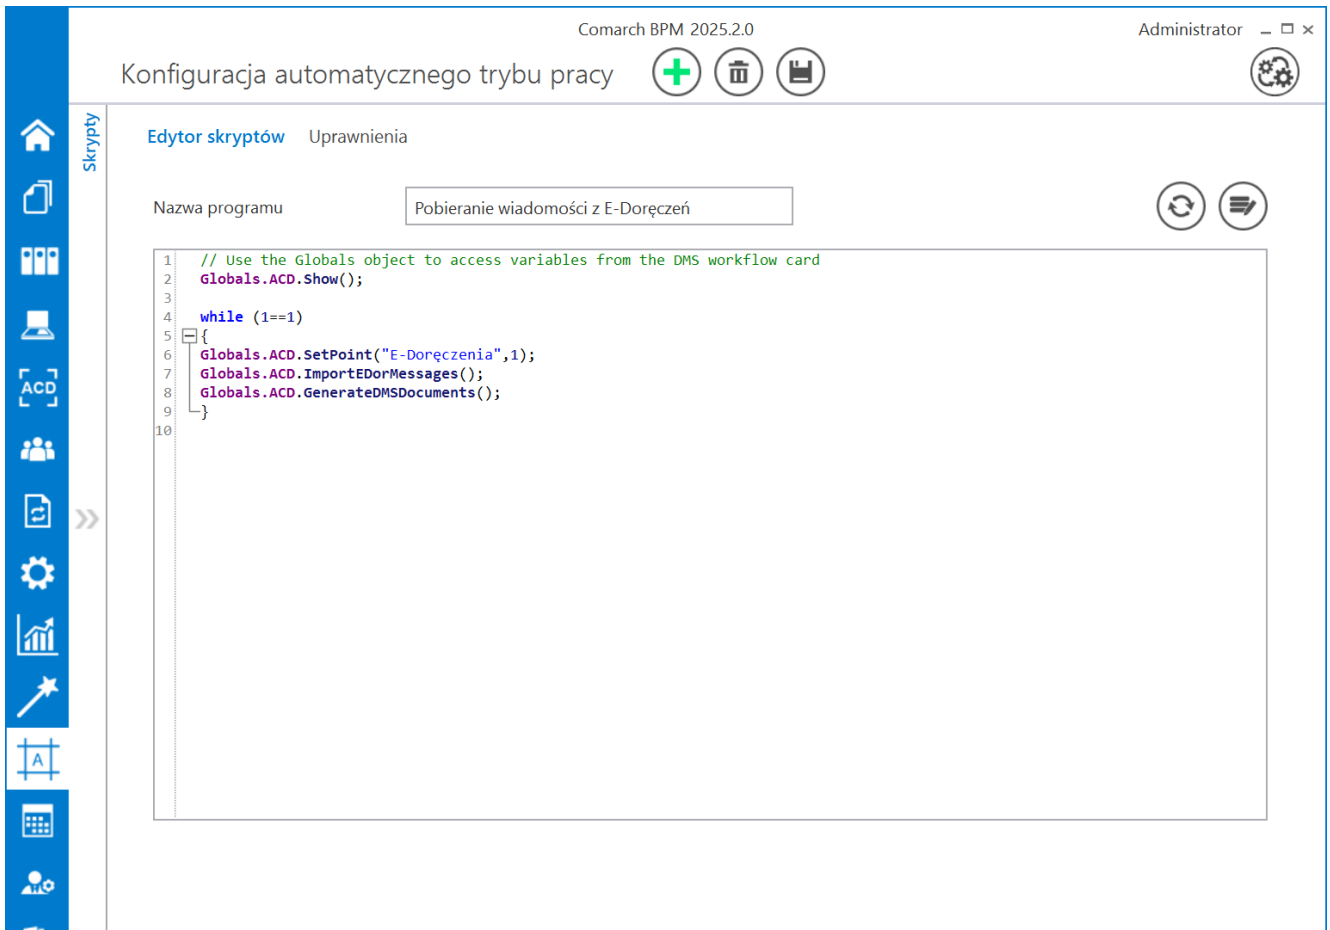 Comarch BPM 2025.2.0
Administrator
Konfiguracja automatycznego trybu pracy
Skrypty
Edytor skryptów Uprawnienia
Nazwa programu
Pobieranie wiadomości z E-Doręczeń
1 // Use the Globals object to access variables from the DMS workflow card
2 Globals.ACD.Show();
3
4 while (1==1)
5 {
6 Globals.ACD.SetPoint("E-Doręczenia",1);
7 Globals.ACD.ImportEDorMessages();
8 Globals.ACD.GenerateDMSDocuments();
9 }
10
ACD
A